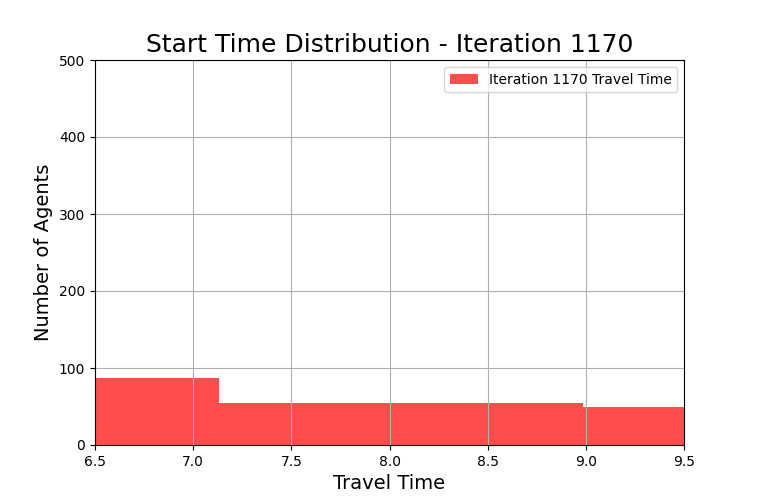 Start Time Distribution - Iteration 1170
500
400
300
200
100
0
Number of Agents
Iteration 1170 Travel Time
6.5 7.0 7.5 8.0 8.5 9.0 9.5
Travel Time